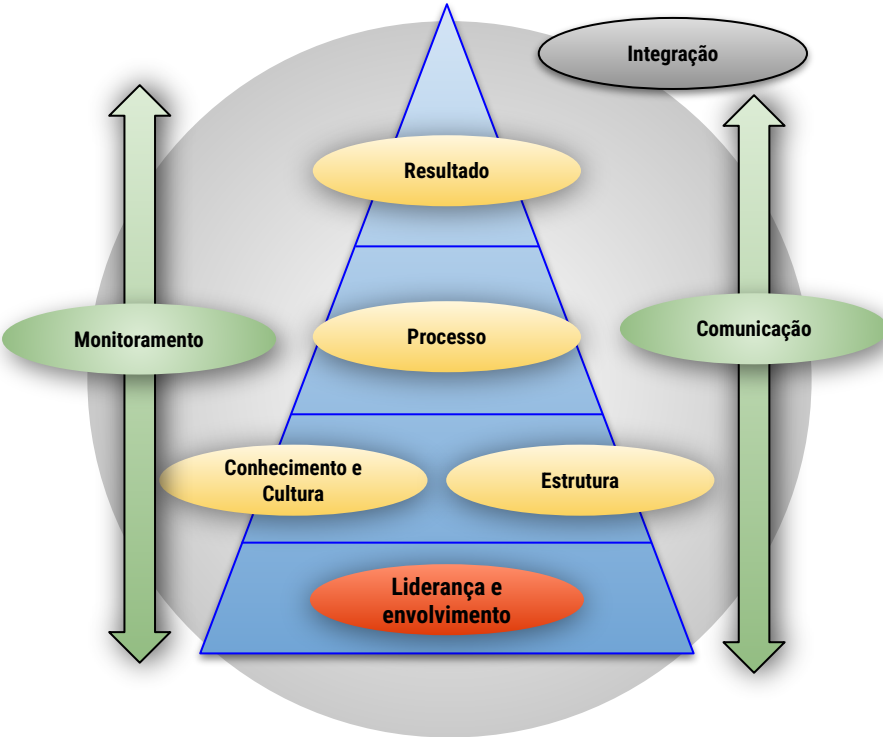 Integração
Resultado
Monitoramento
Processo
Comunicação
Conhecimento e
Cultura
Estrutura
Liderança e
envolvimento